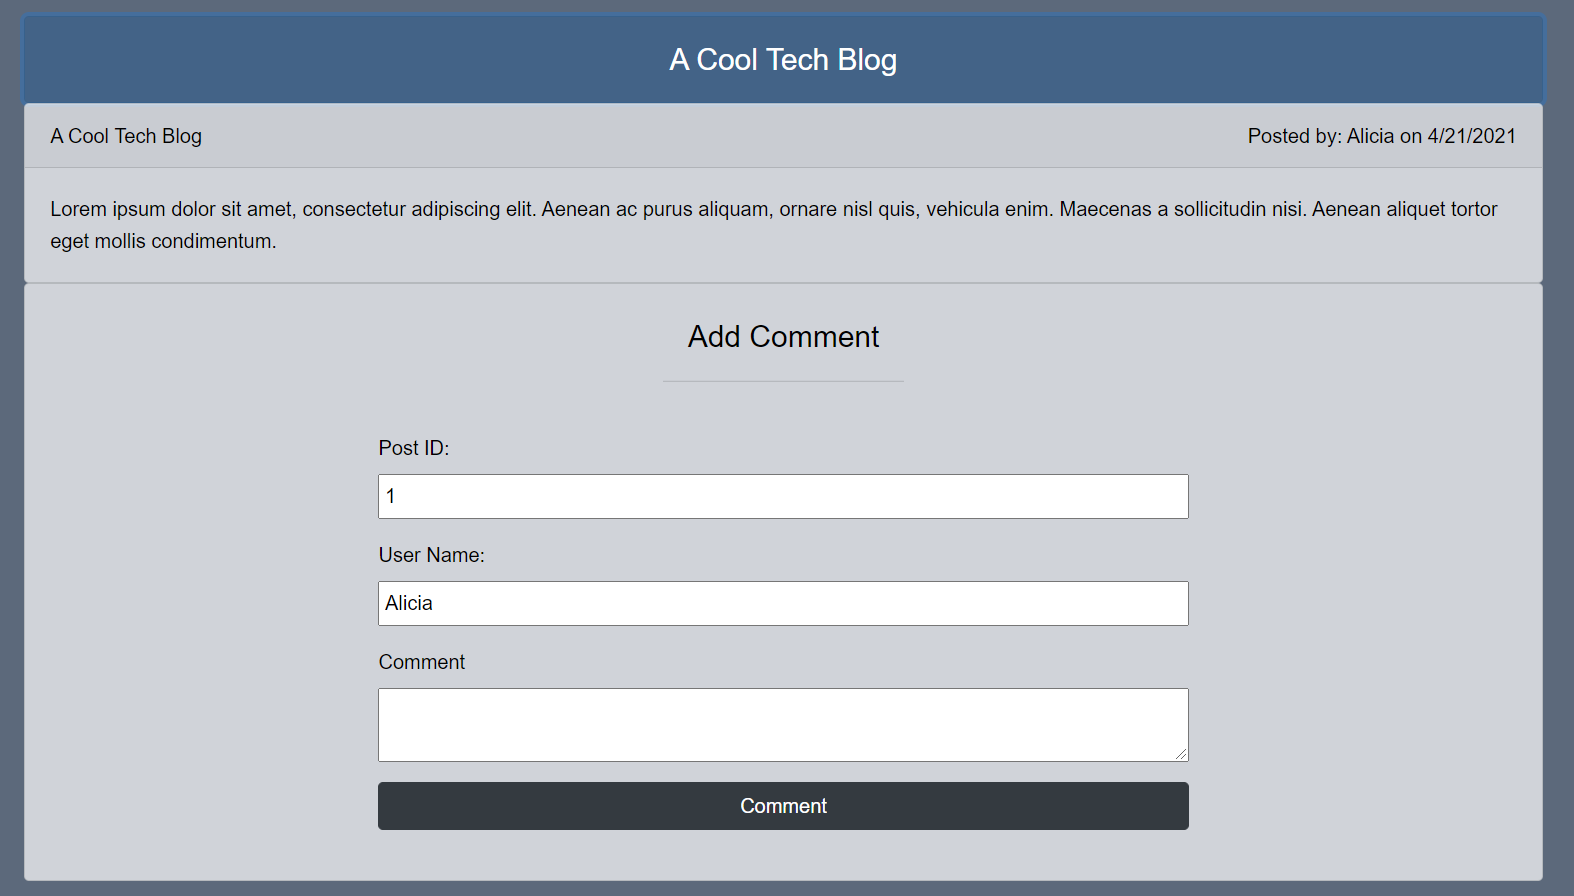 A Cool Tech Blog
A Cool Tech Blog
Posted by: Alicia on 4/21/2021
Lorem ipsum dolor sit amet, consectetur adipiscing elit. Aenean ac purus aliquam, ornare nisl quis, vehicula enim. Maecenas a sollicitudin nisi. Aenean aliquet tortor
eget mollis condimentum.
Add Comment
Post ID:
1
User Name:
Alicia
Comment
Comment